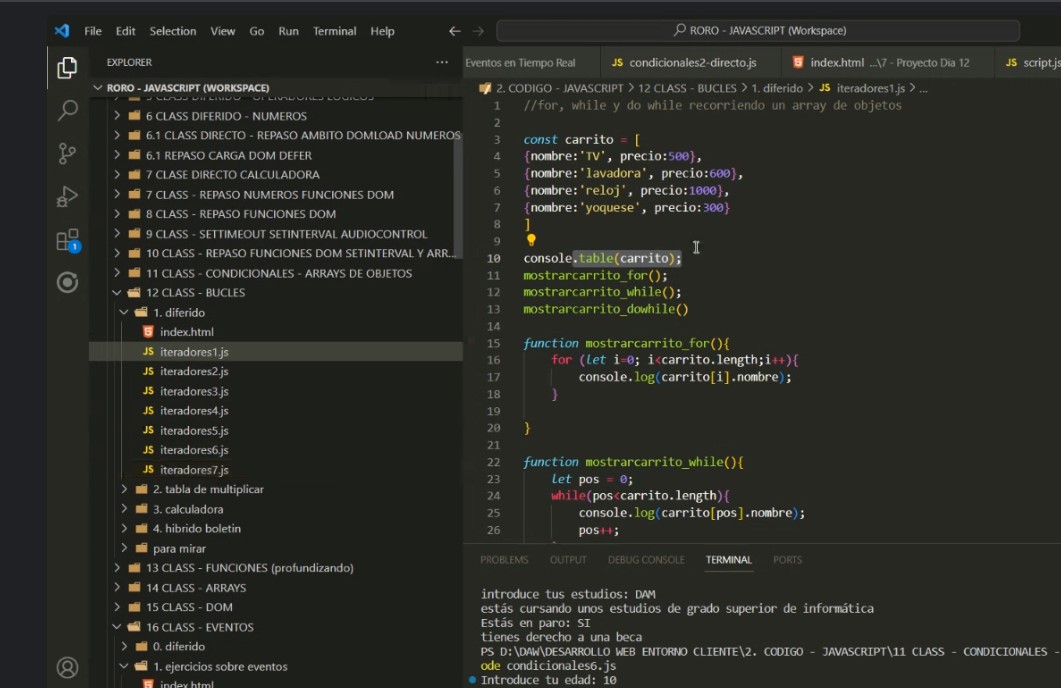 File Edit Selection View Go Run Terminal Help
RORO - JAVASCRIPT (Workspace)
EXPLORER
RORO - JAVASCRIPT (WORKSPACE)
6 CLASS DIFERIDO - NUMEROS
6.1 CLASS DIRECTO - REPASO AMBITO DOMLOAD NUMEROS
6.1 REPASO CARGA DOM DEFER
7 CLASE DIRECTO CALCULADORA
7 CLASS - REPASO NUMEROS FUNCIONES DOM
8 CLASS - REPASO FUNCIONES DOM
9 CLASS - SETTIMEOUT SETINTERVAL AUDIOCONTROL
10 CLASS - REPASO FUNCIONES DOM SETINTERVAL Y ARR...
11 CLASS - CONDICIONALES - ARRAYS DE OBJETOS
12 CLASS - BUCLES
1. diferido
index.html
JS iteradores1.js
JS iteradores2.js
JS iteradores3.js
JS iteradores4.js
JS iteradores5.js
JS iteradores6.js
JS iteradores7.js
2. tabla de multiplicar
3. calculadora
4. hibrido boletin
para mirar
13 CLASS - FUNCIONES (profundizando)
14 CLASS - ARRAYS
15 CLASS - DOM
16 CLASS - EVENTOS
0. diferido
1. ejercicios sobre eventos
index.html
1
Eventos en Tiempo Real JS condicionales2-directo.js index.html ...\7 - Proyecto Día 12 JS script.js
2. CODIGO - JAVASCRIPT > 12 CLASS - BUCLES > 1. diferido > JS iteradores1.js > ...
1 //for, while y do while recorriendo un array de objetos
2
3 const carrito = [
4 {nombre:'TV', precio:500},
5 {nombre:'lavadora', precio:600},
6 {nombre:'reloj', precio:1000},
7 {nombre:'yoquese', precio:300}
8 ]
9
10 console.table(carrito);
11 mostrarcarrito_for();
12 mostrarcarrito_while();
13 mostrarcarrito_dowhile()
14
15 function mostrarcarrito_for(){
16 for (let i=0; i<carrito.length;i++){
17 console.log(carrito[i].nombre);
18 }
19
20 }
21
22 function mostrarcarrito_while(){
23 let pos = 0;
24 while(pos<carrito.length){
25 console.log(carrito[pos].nombre);
26 pos++;
PROBLEMS OUTPUT DEBUG CONSOLE TERMINAL PORTS
introduce tus estudios: DAM
estás cursando unos estudios de grado superior de informática
Estás en paro: SI
tienes derecho a una beca
PS D:\DAW\DESARROLLO WEB ENTORNO CLIENTE\2. CODIGO - JAVASCRIPT\11 CLASS - CONDICIONALES -
ode condicionales6.js
Introduce tu edad: 10